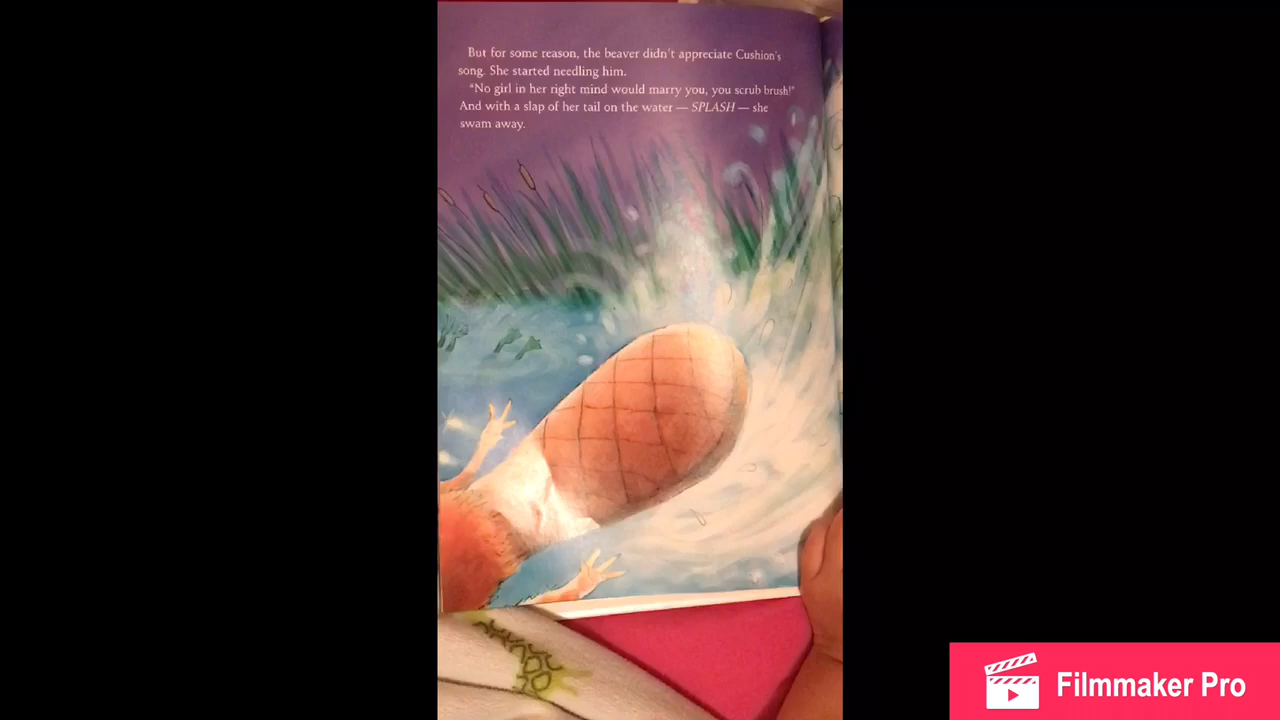 But for some reason, the beaver didn't appreciate Cushion's
song. She started needling him.
"No girl in her right mind would marry you, you scrub brush!"
And with a slap of her tail on the water — SPLASH — she
swam away.
Filmmaker Pro